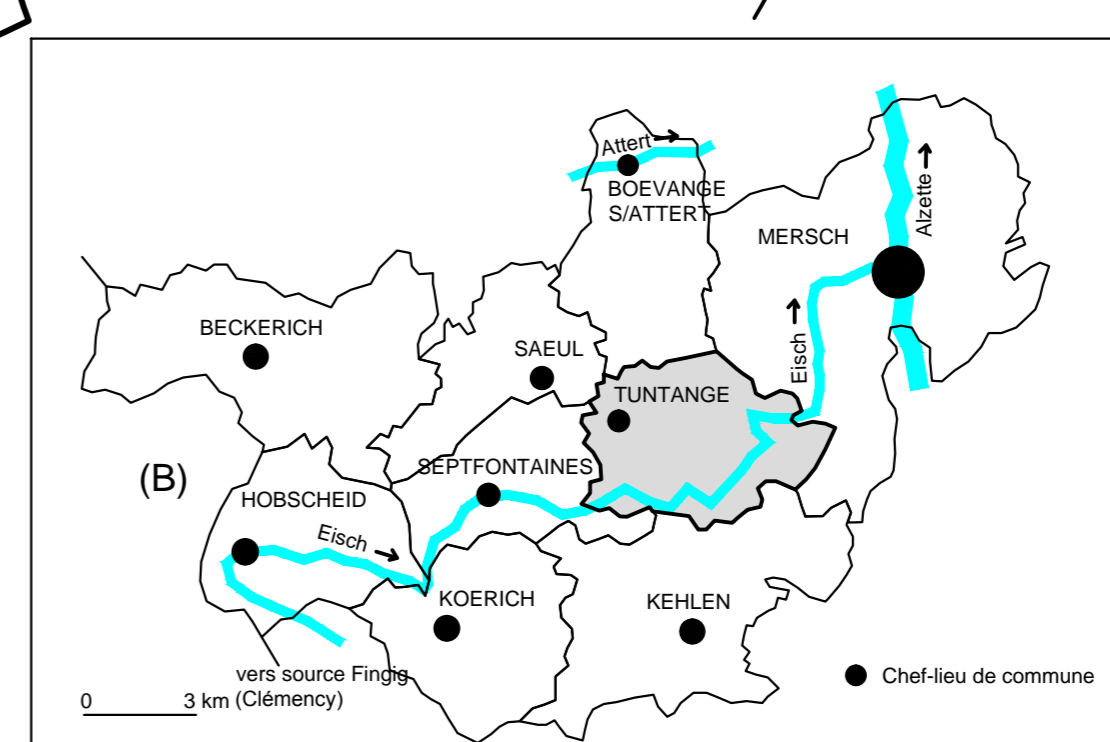 Attert
BOEVANGE
S/ATTERT
Alzette
MERSCH
BECKERICH
SAEUL
Eisch
TUNTANGE
SEPTFONTAINES
(B)
HOBSCHEID
Eisch
KOERICH
KEHLEN
vers source Fingig
(Clémency)
0 3 km
Chef-lieu de commune